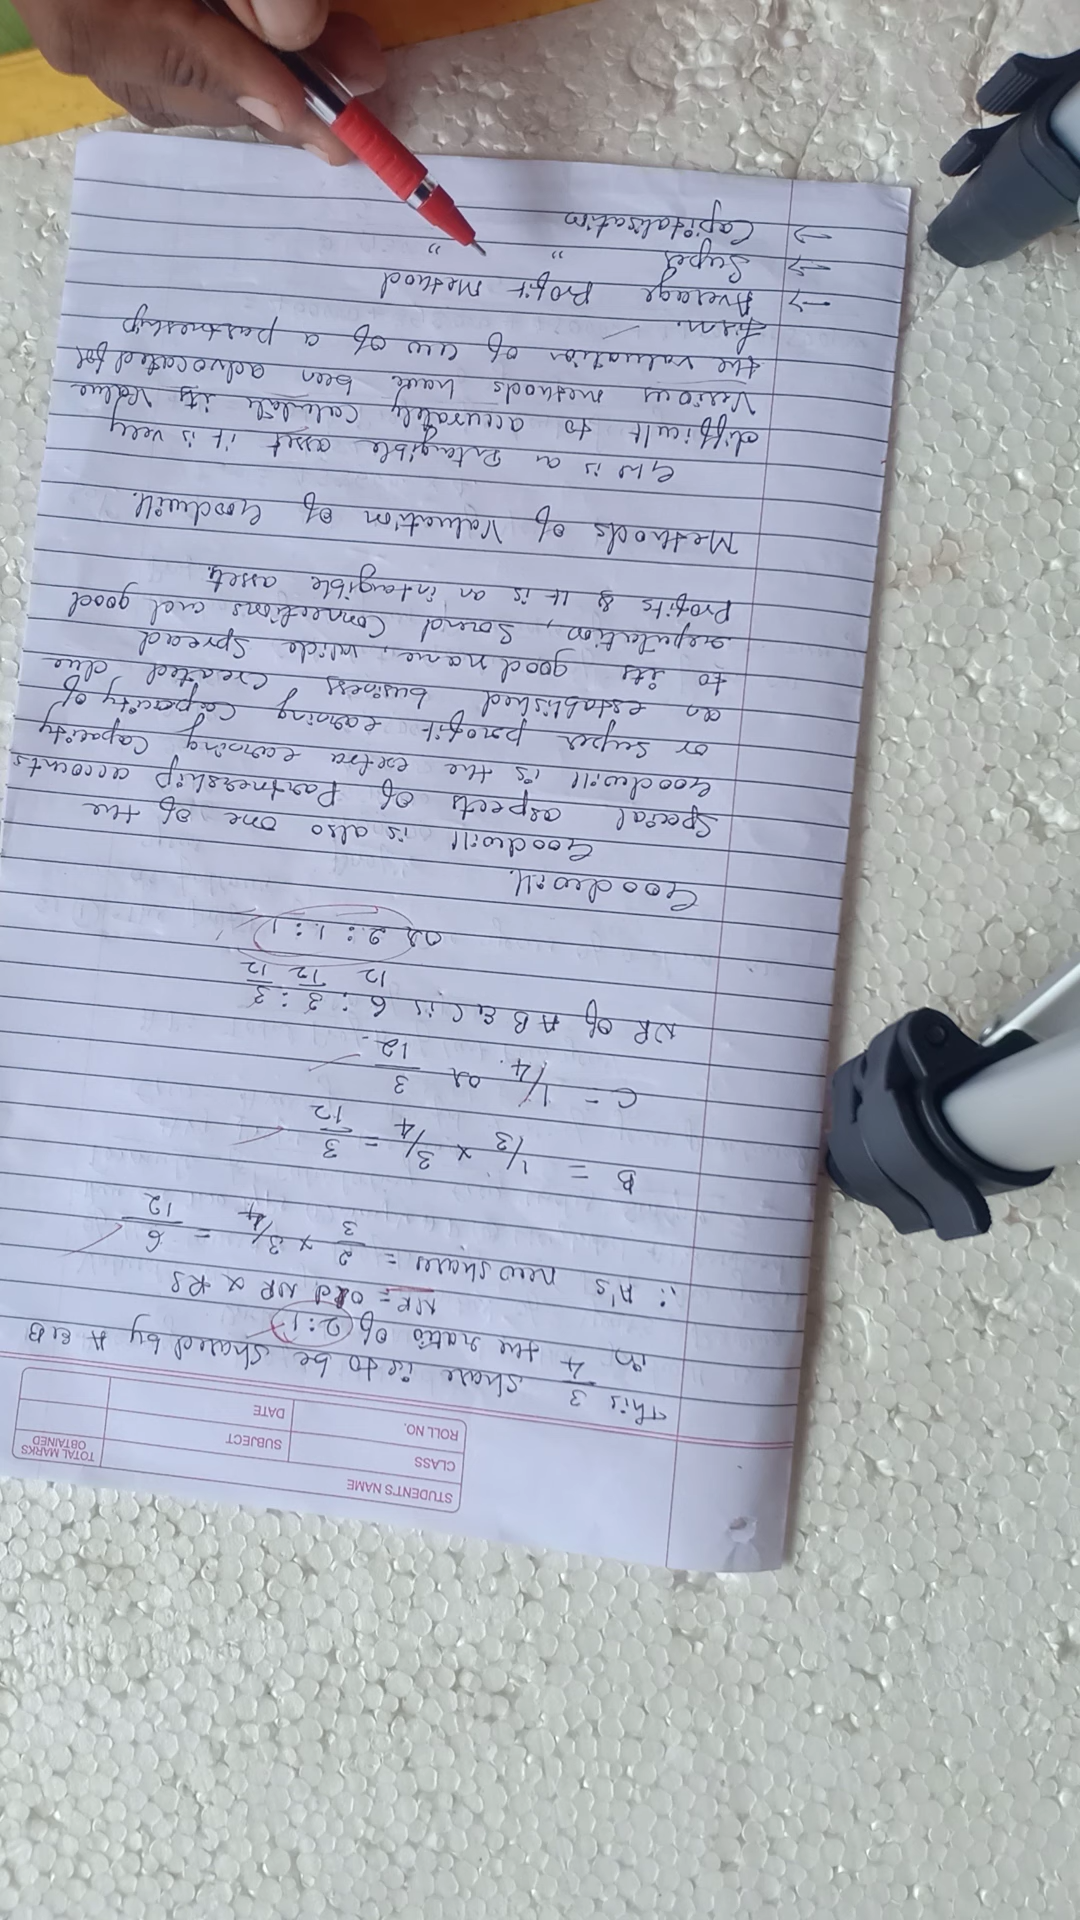 STUDENT'S NAME
CLASS SUBJECT TOTAL MARKS OBTAINED
ROLL NO. DATE
This 3/4 share is to be shared by A & B
in the ratio of 2:1
NR = old NR x RS
∴ A's new share = 2/3 x 3/4 = 6/12
B = 1/3 x 3/4 = 3/12
C = 1/4 or 3/12
NR of A B & C is 6/12 : 3/12 : 3/12
or 2:1:1
Goodwill.
Goodwill is also one of the
Special aspects of Partnership accounts
Goodwill is the extra earning capacity
or super profit earning capacity of
an established business created due
to its good name, wide spread
reputation, Sound Connections and good
Profits & It is an intangible asset.
Methods of Valuation of Goodwill.
GW is a Intangible asset it is very
difficult to accurately calculate its value
Verious methods have been advocated for
the valuation of GW of a partnership
firm.
→ Average Profit Method
→ Super " "
→ Capitalisation